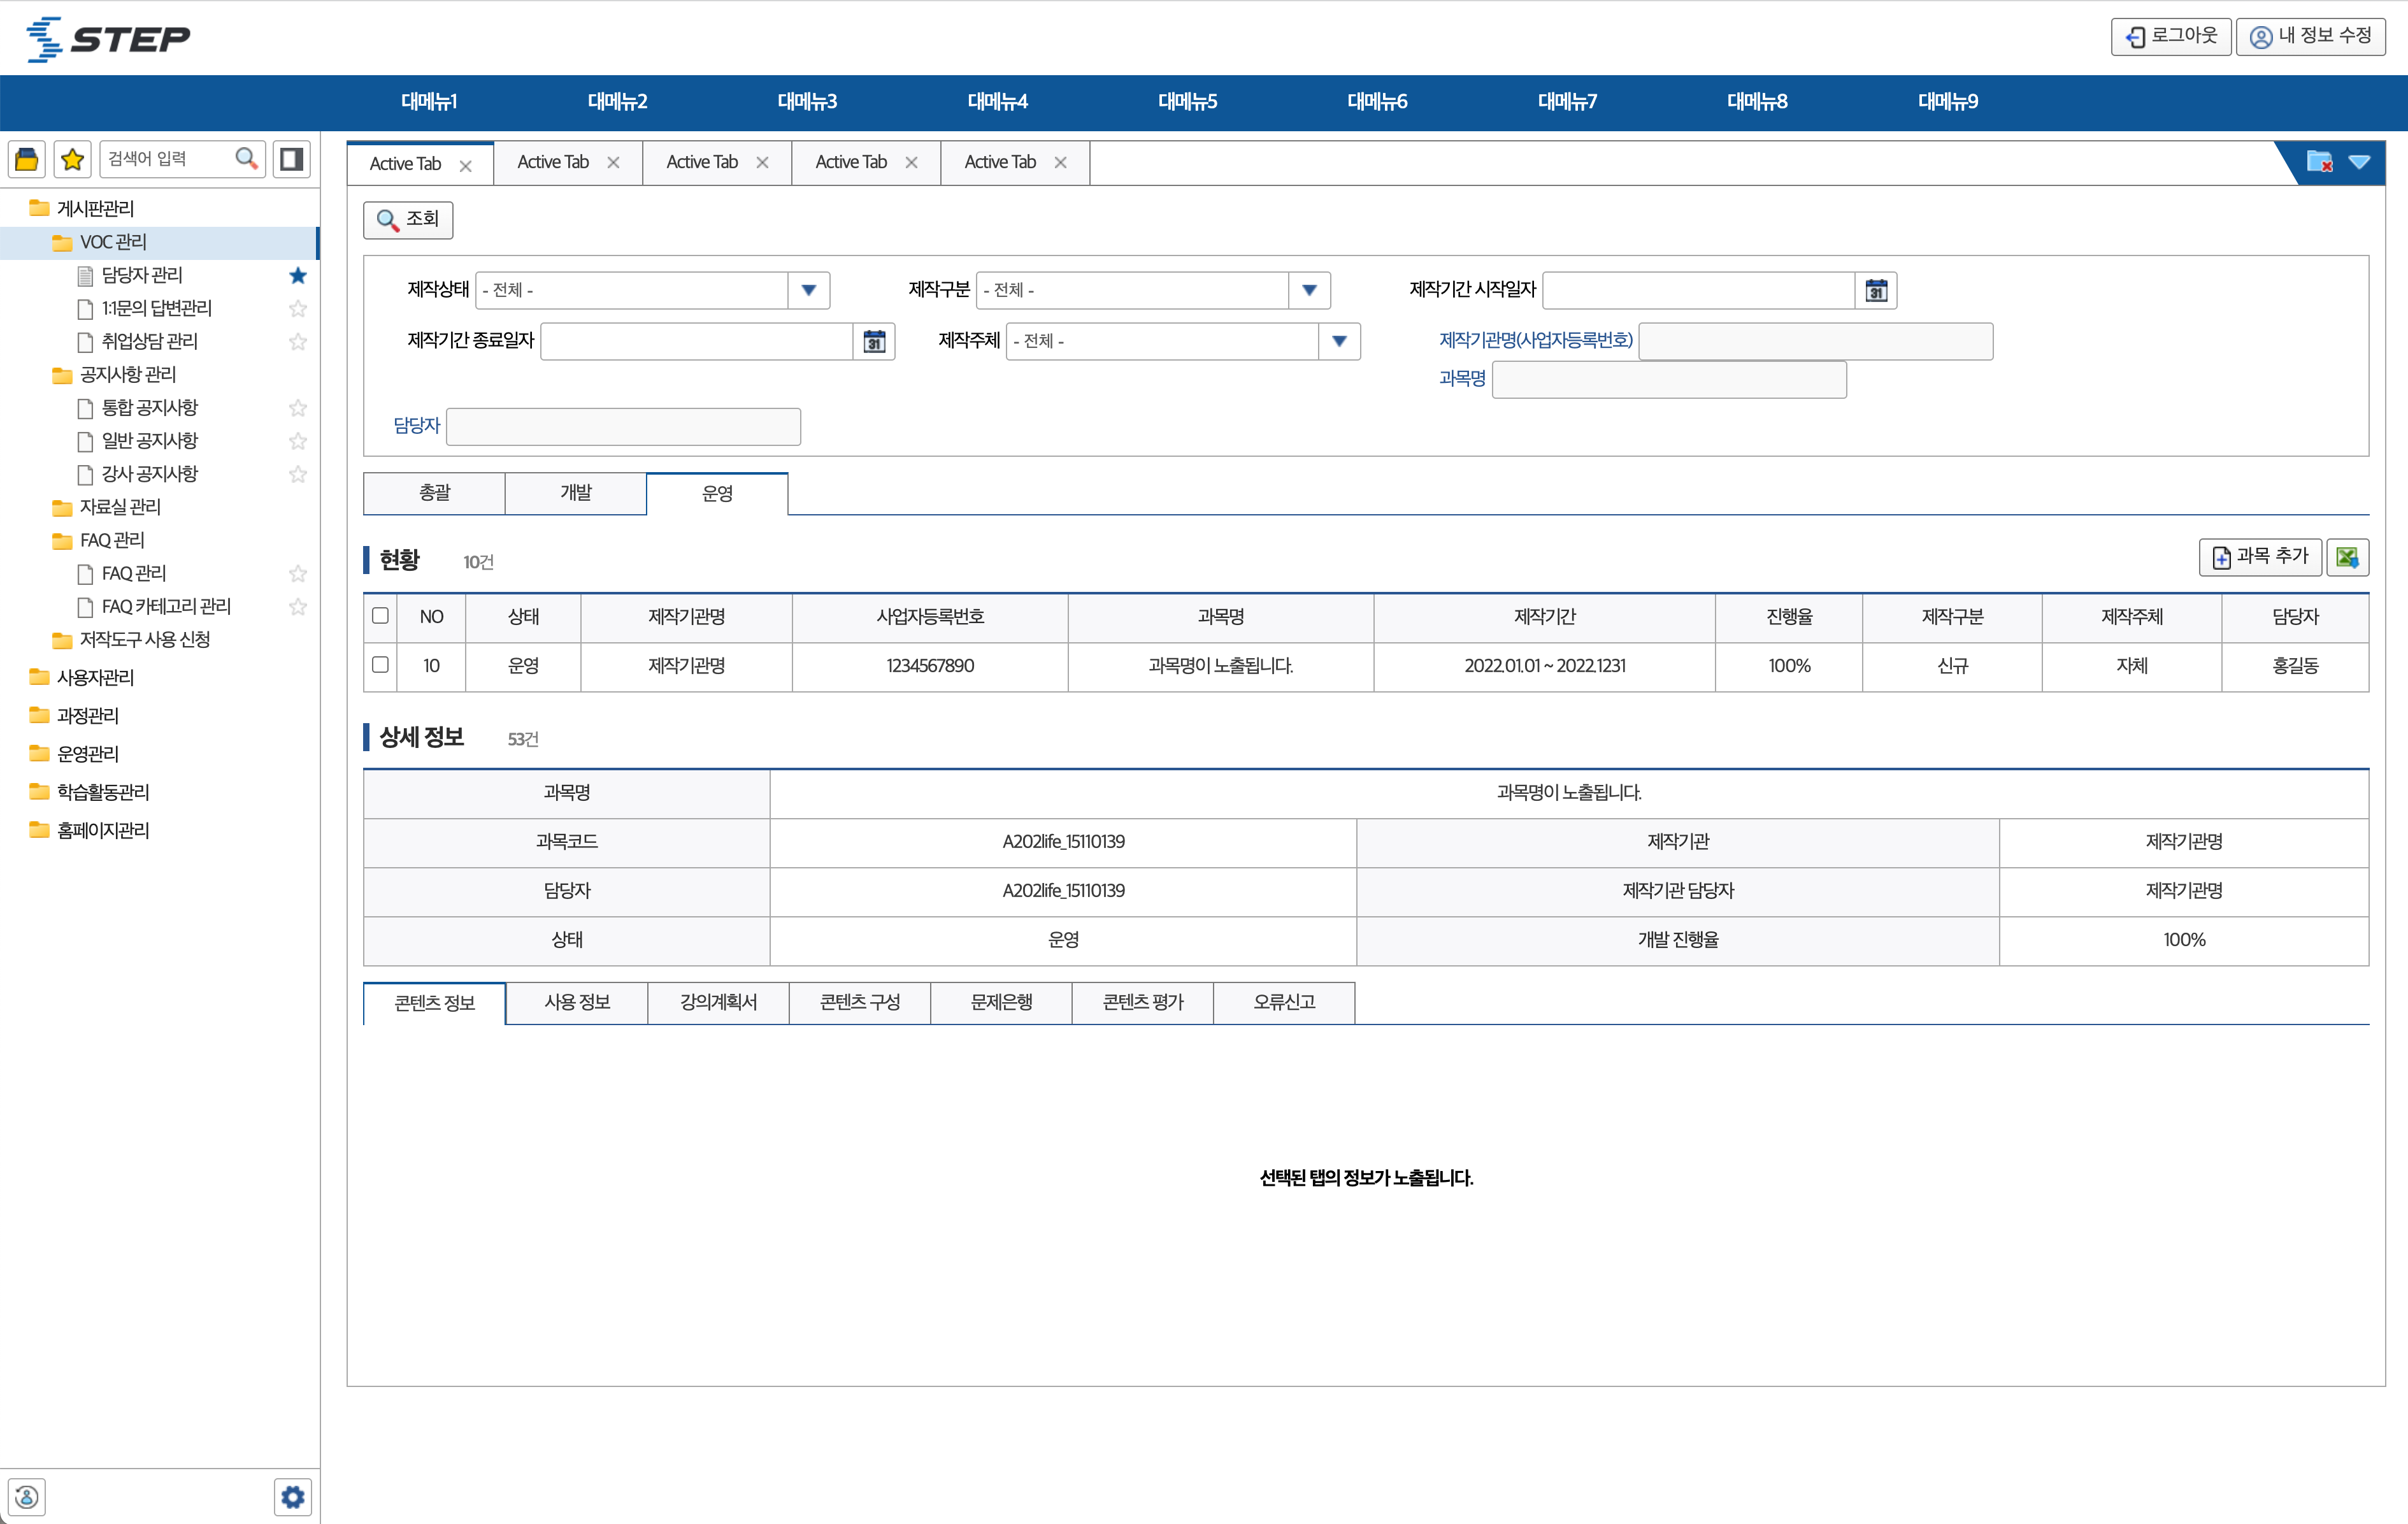 STEP
로그아웃 내 정보 수정
대메뉴1 대메뉴2 대메뉴3 대메뉴4 대메뉴5 대메뉴6 대메뉴7 대메뉴8 대메뉴9
검색어 입력
게시판관리
VOC 관리
담당자 관리
1:1문의 답변관리
취업상담 관리
공지사항 관리
통합 공지사항
일반 공지사항
강사 공지사항
자료실 관리
FAQ 관리
FAQ 관리
FAQ 카테고리 관리
저작도구 사용 신청
사용자관리
과정관리
운영관리
학습활동관리
홈페이지관리
Active Tab Active Tab Active Tab Active Tab Active Tab
조회
제작상태 - 전체 - 제작구분 - 전체 - 제작기간 시작일자 31
제작기간 종료일자 31 제작주체 - 전체 - 제작기관명(사업자등록번호)
과목명
담당자
총괄 개발 운영
현황 10건 과목 추가
NO 상태 제작기관명 사업자등록번호 과목명 제작기간 진행율 제작구분 제작주체 담당자
10 운영 제작기관명 1234567890 과목명이 노출됩니다. 2022.01.01 ~ 2022.1231 100% 신규 자체 홍길동
상세 정보 53건
과목명 과목명이 노출됩니다.
과목코드 A202life_15110139 제작기관 제작기관명
담당자 A202life_15110139 제작기관 담당자 제작기관명
상태 운영 개발 진행율 100%
콘텐츠 정보 사용 정보 강의계획서 콘텐츠 구성 문제은행 콘텐츠 평가 오류신고
선택된 탭의 정보가 노출됩니다.